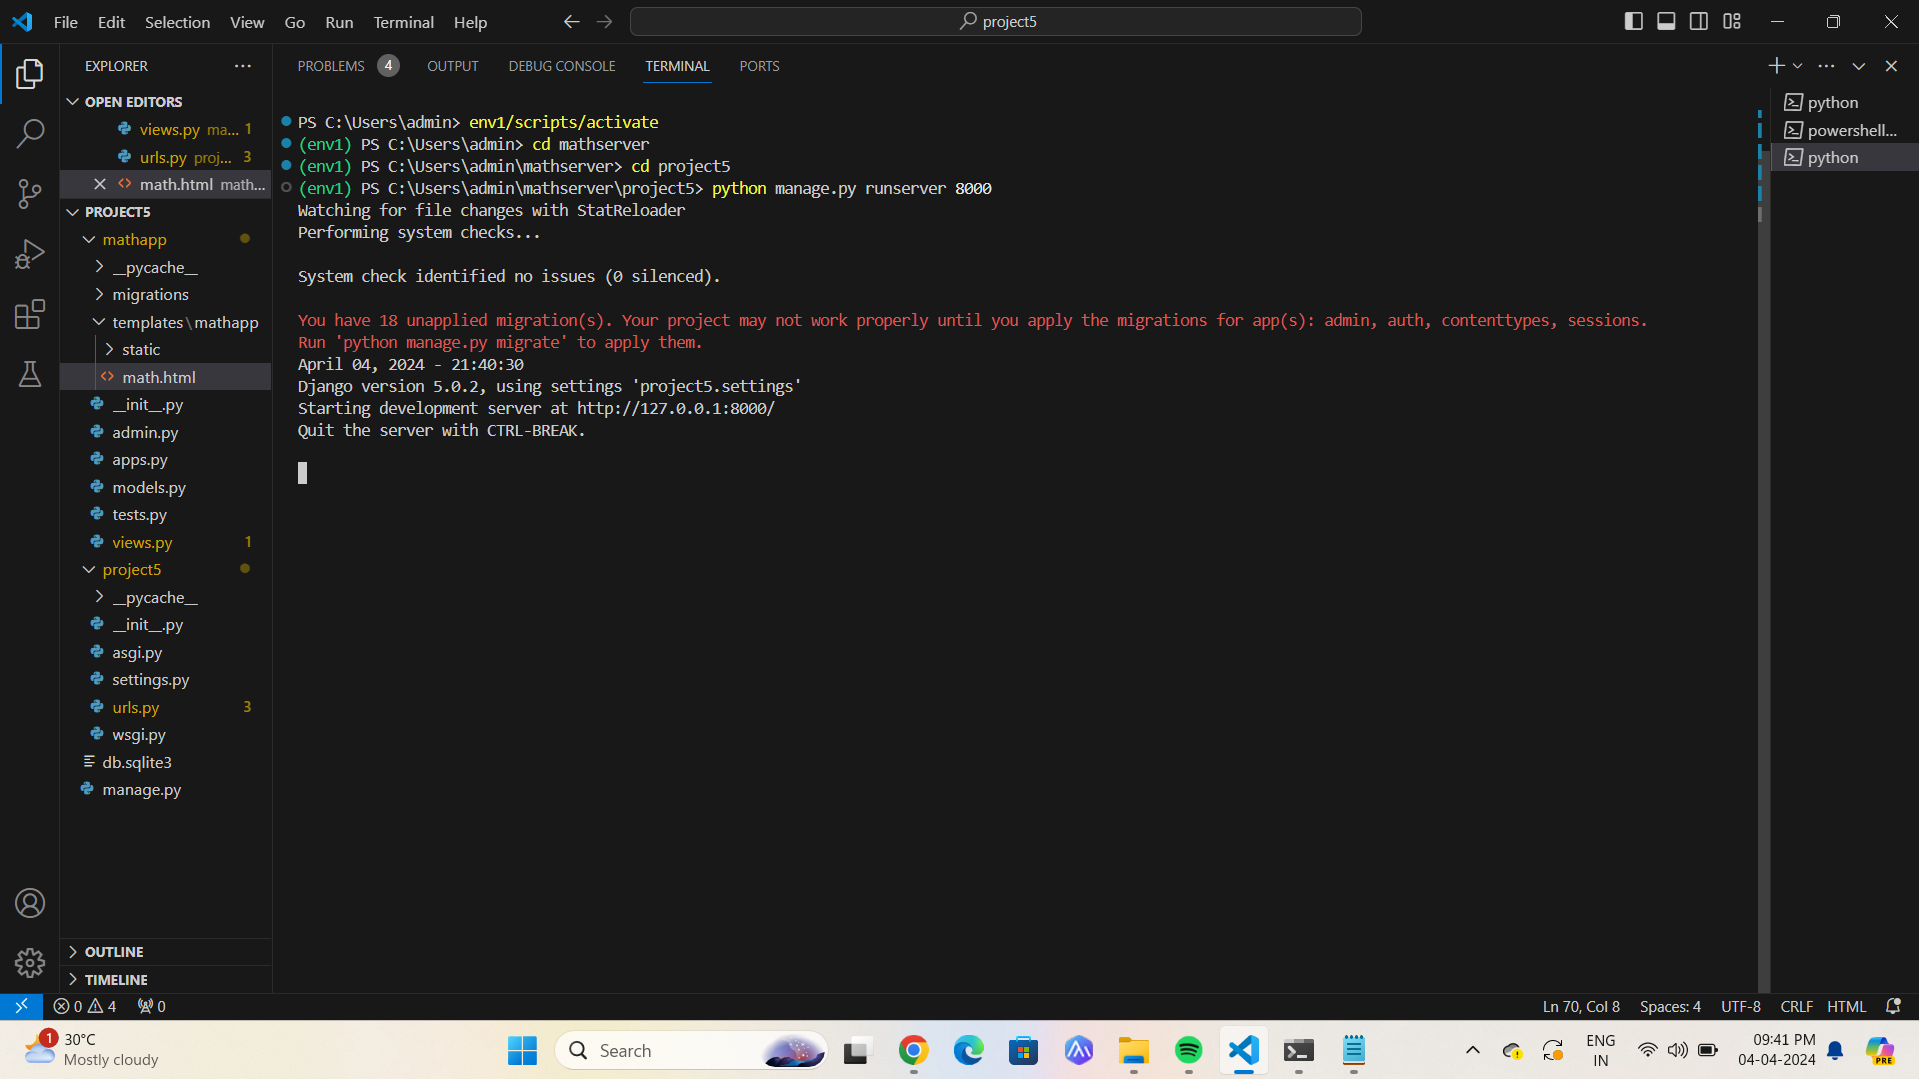 File Edit Selection View Go Run Terminal Help
project5
EXPLORER
PROBLEMS 4 OUTPUT DEBUG CONSOLE TERMINAL PORTS
OPEN EDITORS
views.py ma... 1
urls.py proj... 3
math.html math...
PROJECT5
mathapp
__pycache__
migrations
templates\mathapp
static
math.html
__init__.py
admin.py
apps.py
models.py
tests.py
views.py 1
project5
__pycache__
__init__.py
asgi.py
settings.py
urls.py 3
wsgi.py
db.sqlite3
manage.py
OUTLINE
TIMELINE
PS C:\Users\admin> env1/scripts/activate
(env1) PS C:\Users\admin> cd mathserver
(env1) PS C:\Users\admin\mathserver> cd project5
(env1) PS C:\Users\admin\mathserver\project5> python manage.py runserver 8000
Watching for file changes with StatReloader
Performing system checks...
System check identified no issues (0 silenced).
You have 18 unapplied migration(s). Your project may not work properly until you apply the migrations for app(s): admin, auth, contenttypes, sessions.
Run 'python manage.py migrate' to apply them.
April 04, 2024 - 21:40:30
Django version 5.0.2, using settings 'project5.settings'
Starting development server at http://127.0.0.1:8000/
Quit the server with CTRL-BREAK.
python
powershell...
python
0 4 0
Ln 70, Col 8 Spaces: 4 UTF-8 CRLF HTML
1
30°C
Mostly cloudy
Search
ENG
IN
09:41 PM
04-04-2024
PRE